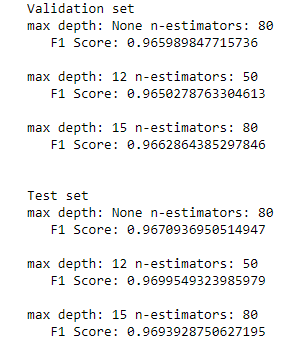 Validation set
max depth: None n-estimators: 80
F1 Score: 0.965989847715736
max depth: 12 n-estimators: 50
F1 Score: 0.9650278763304613
max depth: 15 n-estimators: 80
F1 Score: 0.9662864385297846
Test set
max depth: None n-estimators: 80
F1 Score: 0.9670936950514947
max depth: 12 n-estimators: 50
F1 Score: 0.9699549323985979
max depth: 15 n-estimators: 80
F1 Score: 0.9693928750627195